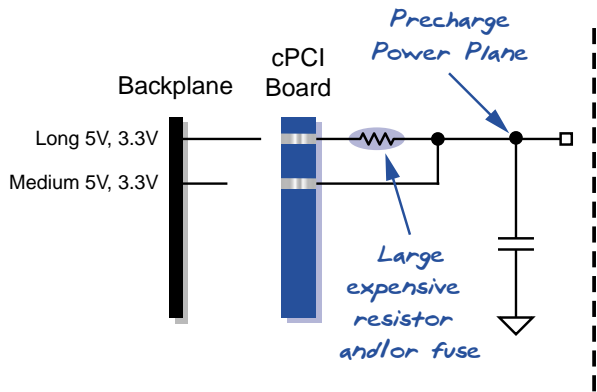 Precharge
Power Plane
cPCI
Board
Backplane
Long 5V, 3.3V
Medium 5V, 3.3V
Large
expensive
resistor
and/or fuse